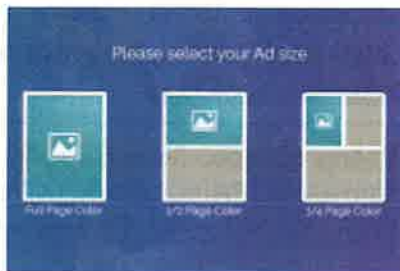 Please select your Ad size
Full Page Color
1/2 Page Color
1/4 Page Color